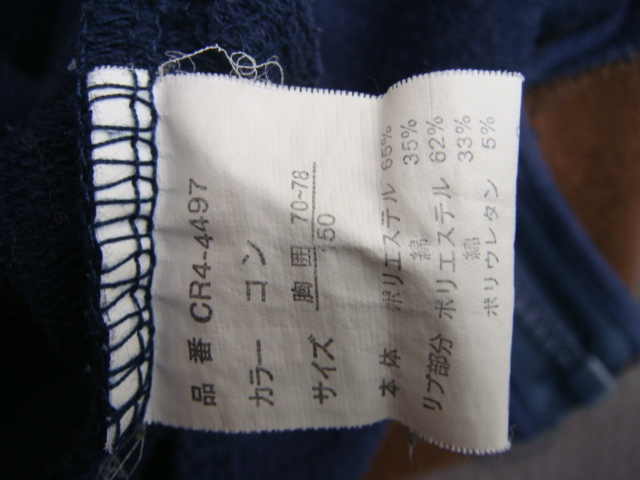 品番 CR4-4497
カラー コン
胸囲 70~78
サイズ 150
本体 ポリエステル 65%
綿 35%
リブ部分 ポリエステル 62%
綿 33%
ポリウレタン 5%